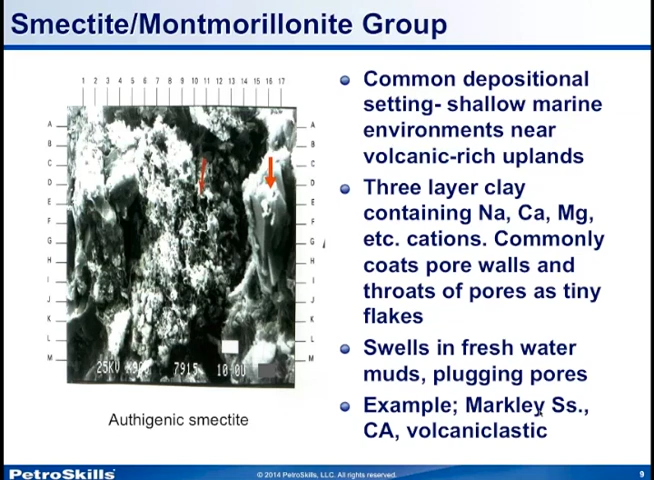 Smectite/Montmorillonite Group
1 2 3 4 5 6 7 8 9 10 11 12 13 14 15 16 17
A A
B B
C C
D D
E E
F F
G G
H H
I I
J J
K K
L L
M M
25KV 7915 10.0U
Authigenic smectite
Common depositional
setting- shallow marine
environments near
volcanic-rich uplands
Three layer clay
containing Na, Ca, Mg,
etc. cations. Commonly
coats pore walls and
throats of pores as tiny
flakes
Swells in fresh water
muds, plugging pores
Example; Markley Ss.,
CA, volcaniclastic
PetroSkills © 2014 PetroSkills, LLC. All rights reserved. 9